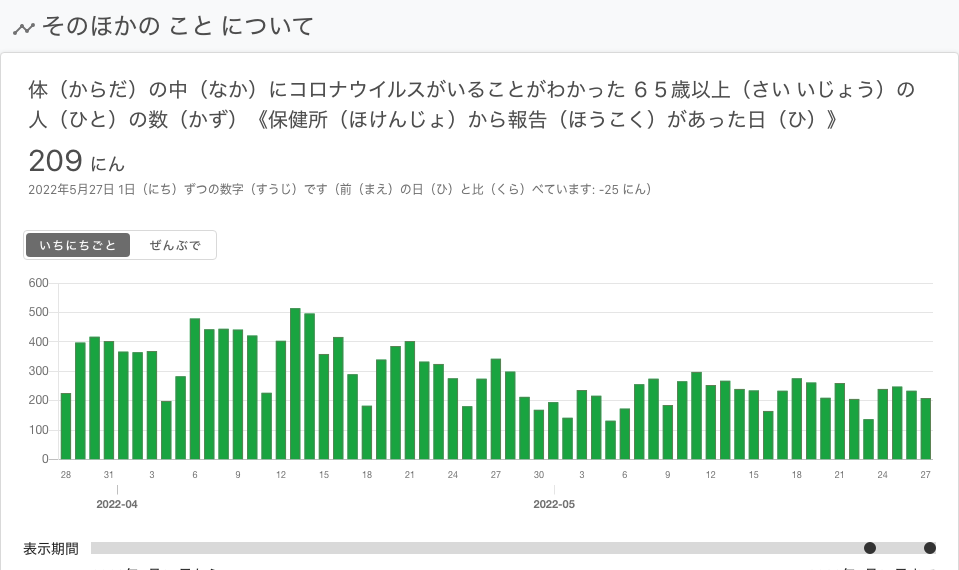 そのほかの こと について
体（からだ）の中（なか）にコロナウイルスがいることがわかった ６５歳以上（さい いじょう）の
人（ひと）の数（かず）《保健所（ほけんじょ）から報告（ほうこく）があった日（ひ）》
209 にん
2022年5月27日 1日（にち）ずつの数字（すうじ）です（前（まえ）の日（ひ）と比（くら）べています: -25 にん）
いちにちごと ぜんぶで
600
500
400
300
200
100
0
28 31 3 6 9 12 15 18 21 24 27 30 3 6 9 12 15 18 21 24 27
2022-04 2022-05
表示期間